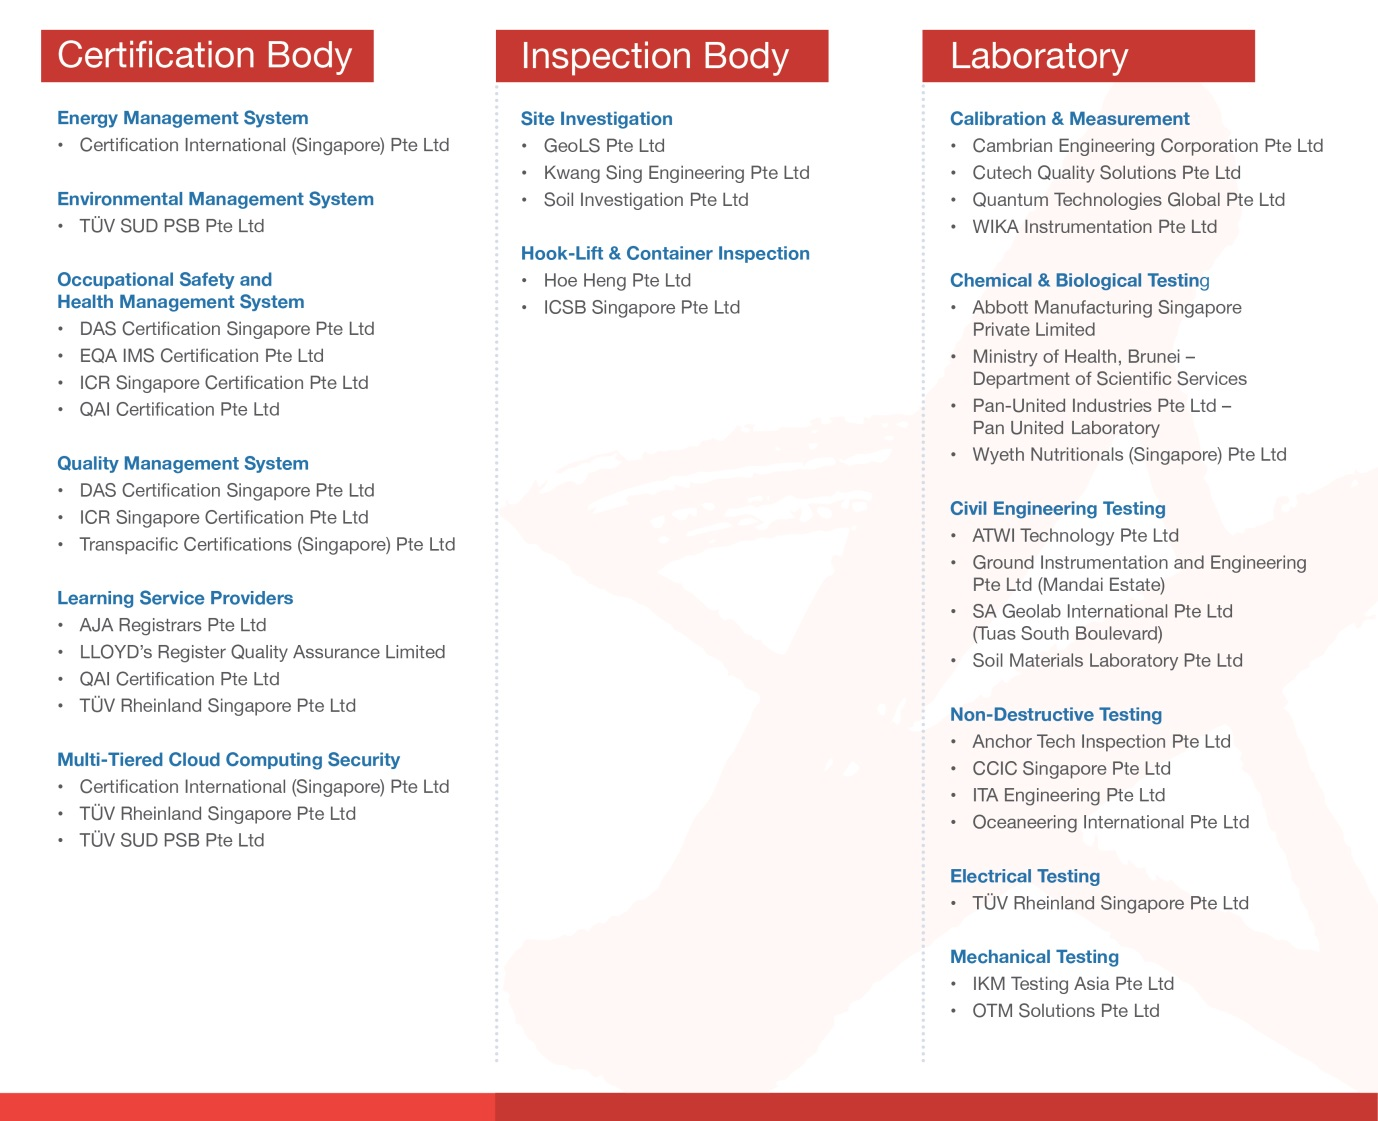 Certification Body
Energy Management System
• Certification International (Singapore) Pte Ltd
Environmental Management System
• TÜV SUD PSB Pte Ltd
Occupational Safety and
Health Management System
• DAS Certification Singapore Pte Ltd
• EQA IMS Certification Pte Ltd
• ICR Singapore Certification Pte Ltd
• QAI Certification Pte Ltd
Quality Management System
• DAS Certification Singapore Pte Ltd
• ICR Singapore Certification Pte Ltd
• Transpacific Certifications (Singapore) Pte Ltd
Learning Service Providers
• AJA Registrars Pte Ltd
• LLOYD’s Register Quality Assurance Limited
• QAI Certification Pte Ltd
• TÜV Rheinland Singapore Pte Ltd
Multi-Tiered Cloud Computing Security
• Certification International (Singapore) Pte Ltd
• TÜV Rheinland Singapore Pte Ltd
• TÜV SUD PSB Pte Ltd
Inspection Body
Site Investigation
• GeoLS Pte Ltd
• Kwang Sing Engineering Pte Ltd
• Soil Investigation Pte Ltd
Hook-Lift & Container Inspection
• Hoe Heng Pte Ltd
• ICSB Singapore Pte Ltd
Laboratory
Calibration & Measurement
• Cambrian Engineering Corporation Pte Ltd
• Cutech Quality Solutions Pte Ltd
• Quantum Technologies Global Pte Ltd
• WIKA Instrumentation Pte Ltd
Chemical & Biological Testing
• Abbott Manufacturing Singapore
Private Limited
• Ministry of Health, Brunei –
Department of Scientific Services
• Pan-United Industries Pte Ltd –
Pan United Laboratory
• Wyeth Nutritionals (Singapore) Pte Ltd
Civil Engineering Testing
• ATWI Technology Pte Ltd
• Ground Instrumentation and Engineering
Pte Ltd (Mandai Estate)
• SA Geolab International Pte Ltd
(Tuas South Boulevard)
• Soil Materials Laboratory Pte Ltd
Non-Destructive Testing
• Anchor Tech Inspection Pte Ltd
• CCIC Singapore Pte Ltd
• ITA Engineering Pte Ltd
• Oceaneering International Pte Ltd
Electrical Testing
• TÜV Rheinland Singapore Pte Ltd
Mechanical Testing
• IKM Testing Asia Pte Ltd
• OTM Solutions Pte Ltd